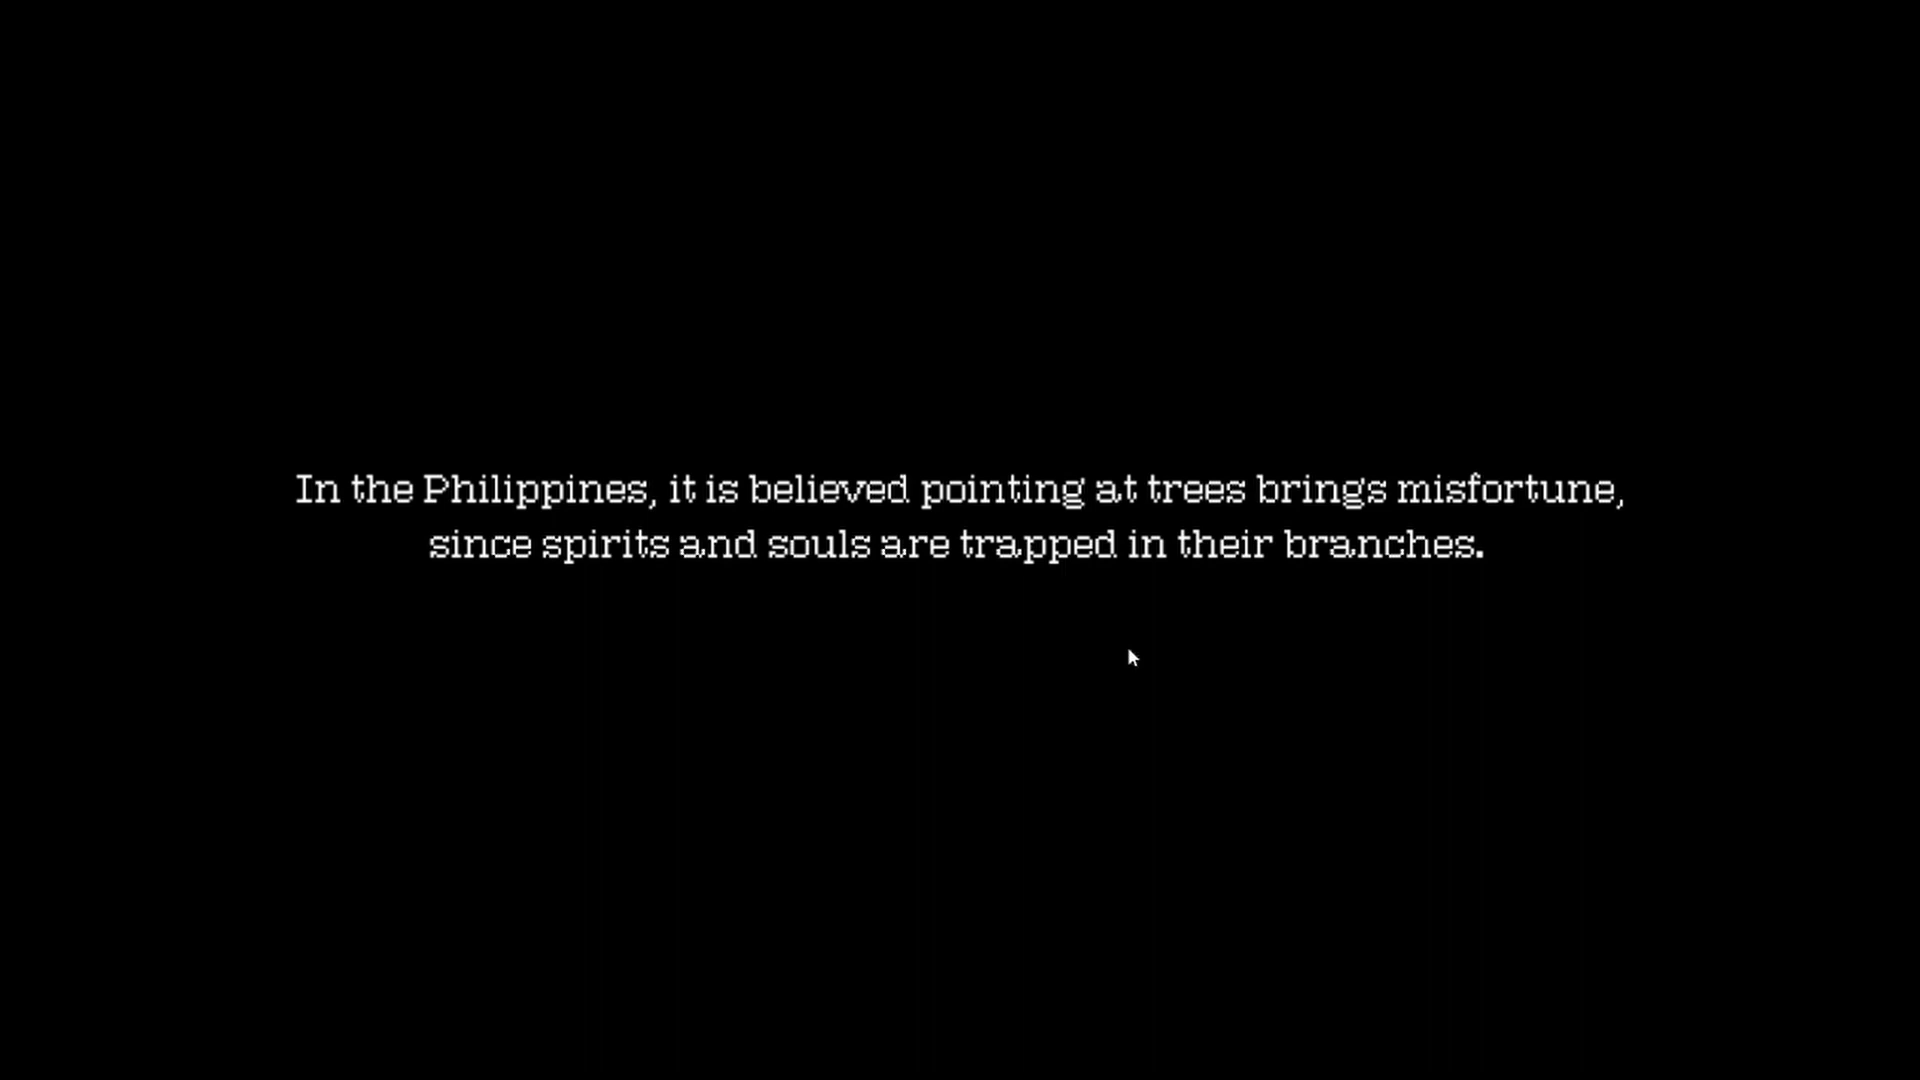 In the Philippines, it is believed pointing at trees brings misfortune,
since spirits and souls are trapped in their branches.